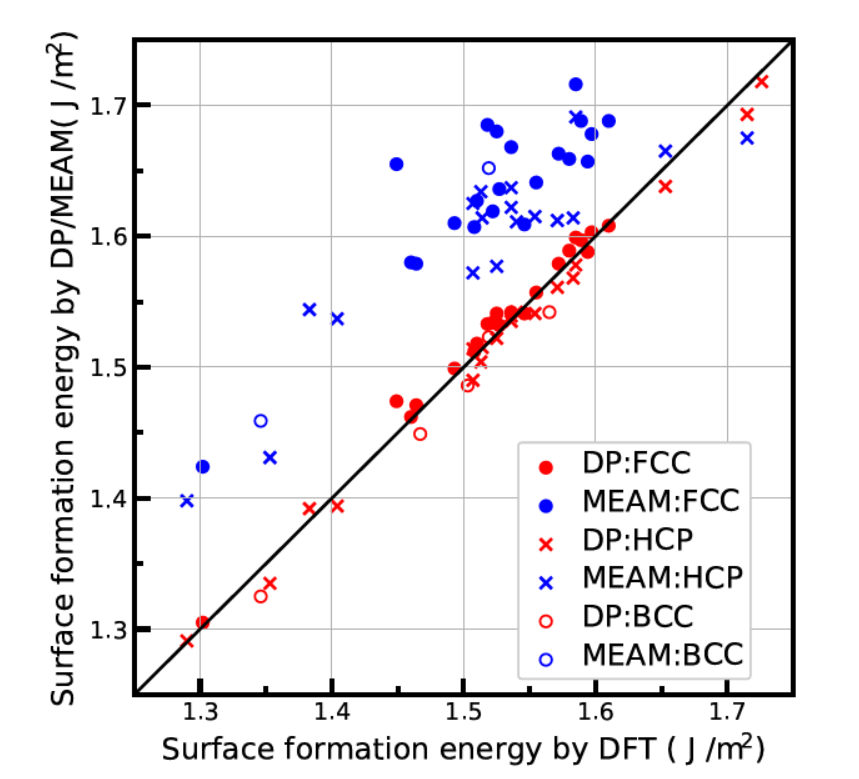 Surface formation energy by DP/MEAM( J /m²)
1.7
1.6
1.5
1.4
1.3
DP:FCC
MEAM:FCC
DP:HCP
MEAM:HCP
DP:BCC
MEAM:BCC
1.3 1.4 1.5 1.6 1.7
Surface formation energy by DFT ( J /m²)